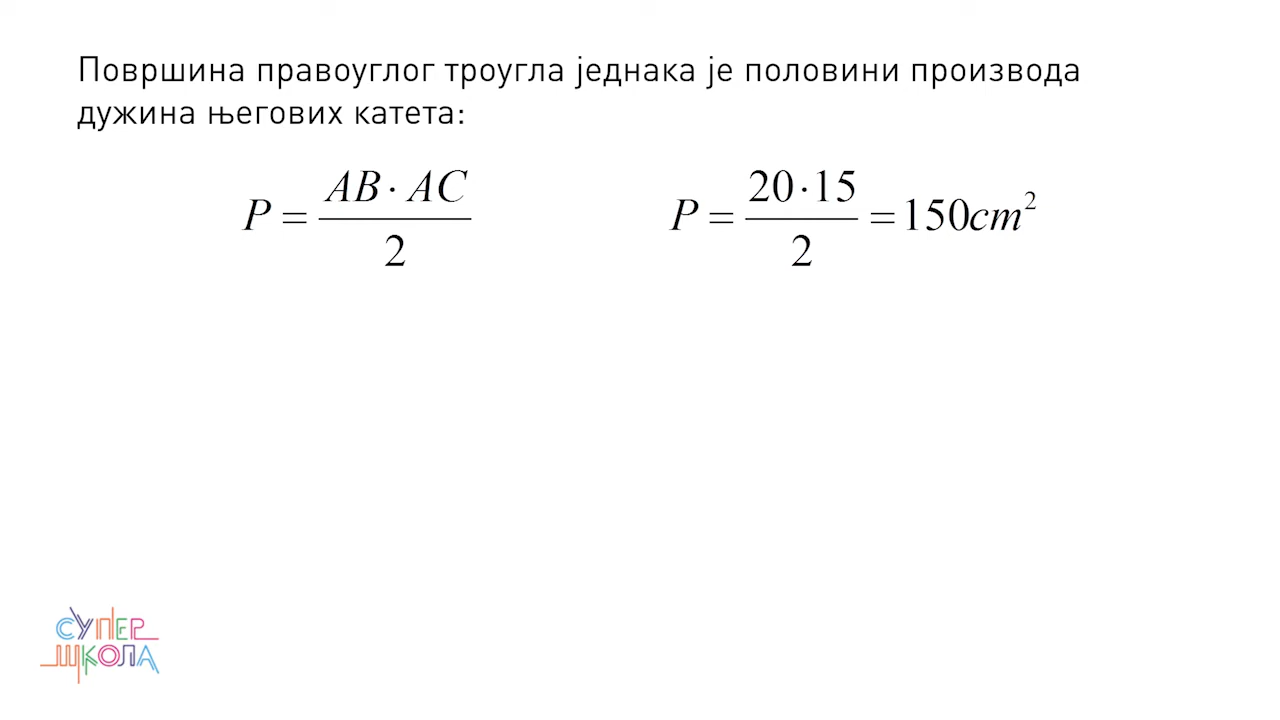 Површина правоуглог троугла једнака је половини производа
дужина његових катета:
P = AB · AC / 2
P = 20 · 15 / 2 = 150cm²
СУПЕР
ШКОЛА